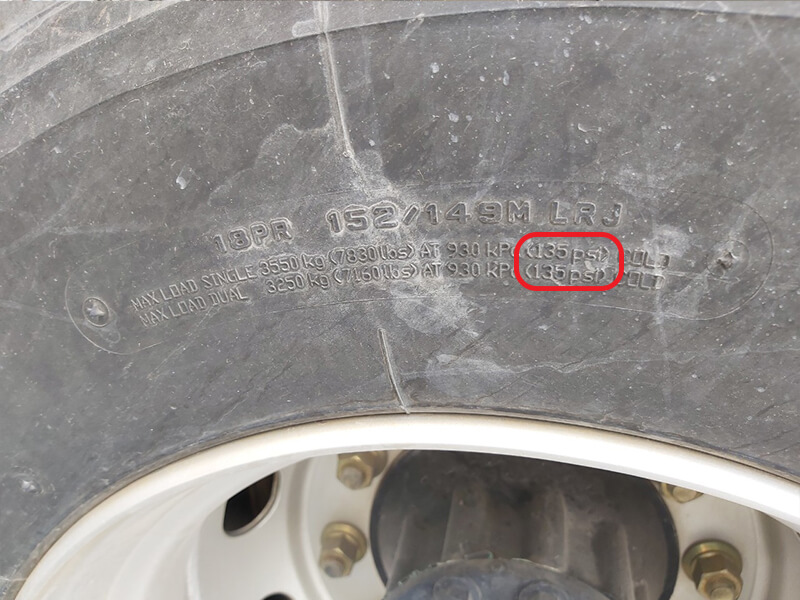 18PR 152/149M LRJ
MAX LOAD SINGLE 3550 kg (7830 lbs) AT 930 KPa (135 psi) COLD
MAX LOAD DUAL 3250 kg (7160 lbs) AT 930 KPa (135 psi) COLD